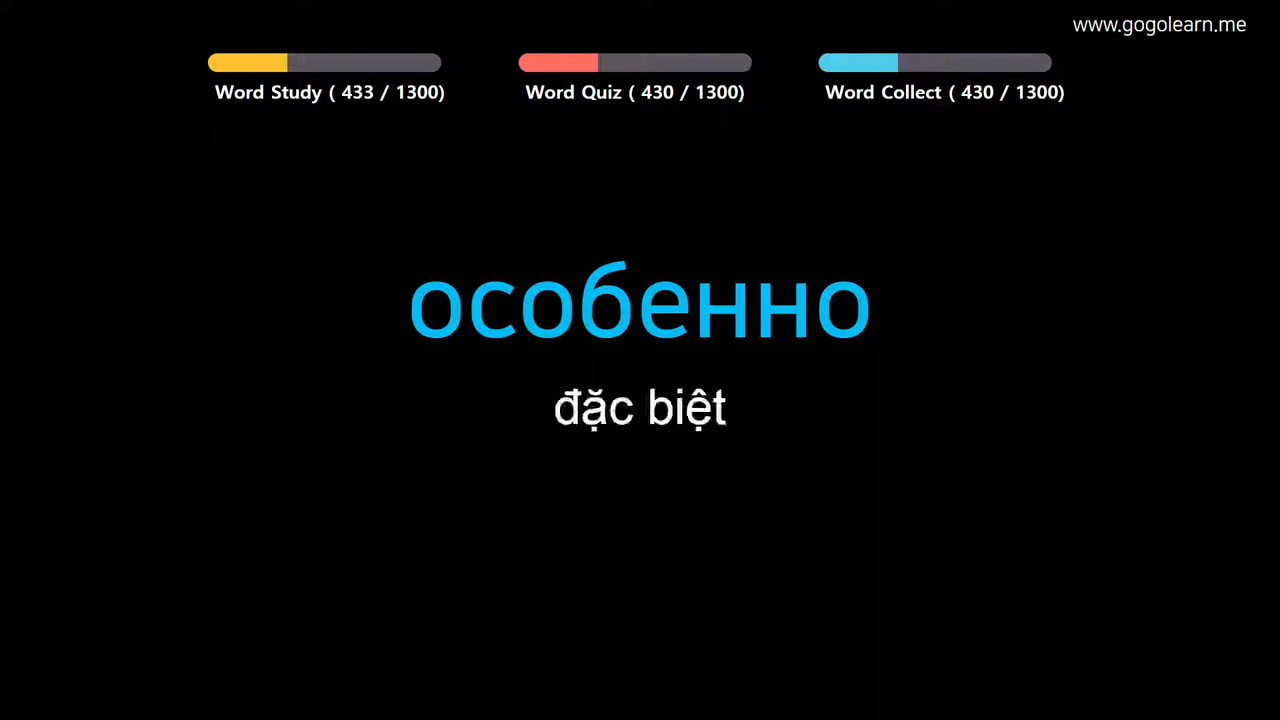 www.gogolearn.me
Word Study ( 433 / 1300)
Word Quiz ( 430 / 1300)
Word Collect ( 430 / 1300)
особенно
đặc biệt